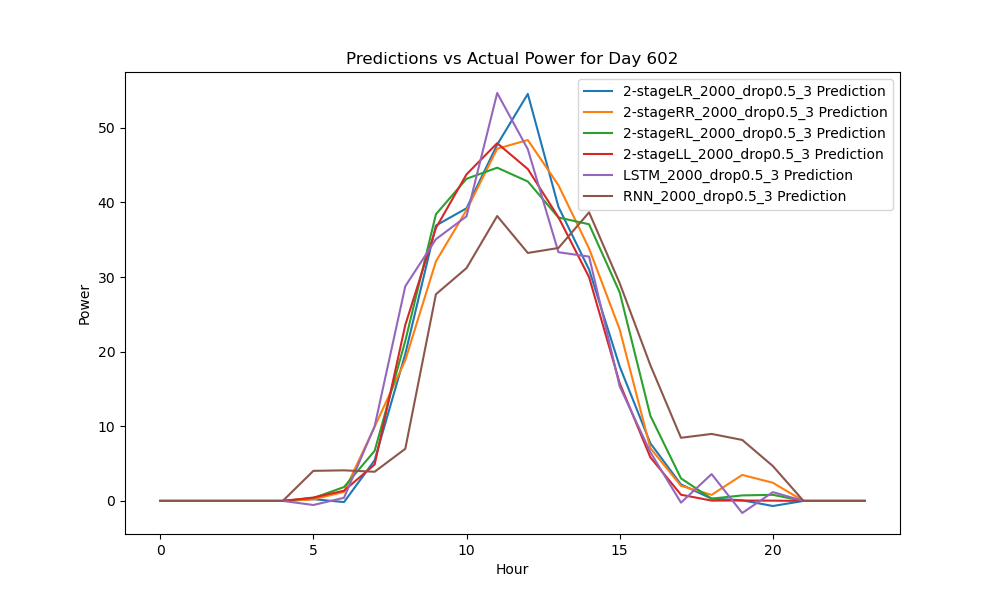 Predictions vs Actual Power for Day 602
2-stageLR_2000_drop0.5_3 Prediction
2-stageRR_2000_drop0.5_3 Prediction
2-stageRL_2000_drop0.5_3 Prediction
2-stageLL_2000_drop0.5_3 Prediction
LSTM_2000_drop0.5_3 Prediction
RNN_2000_drop0.5_3 Prediction
50
40
30
20
10
0
Power
0 5 10 15 20
Hour